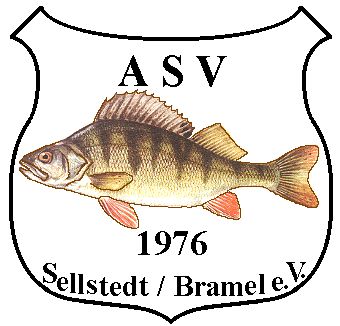 A S V
1976
Sellstedt / Bramel e.V.